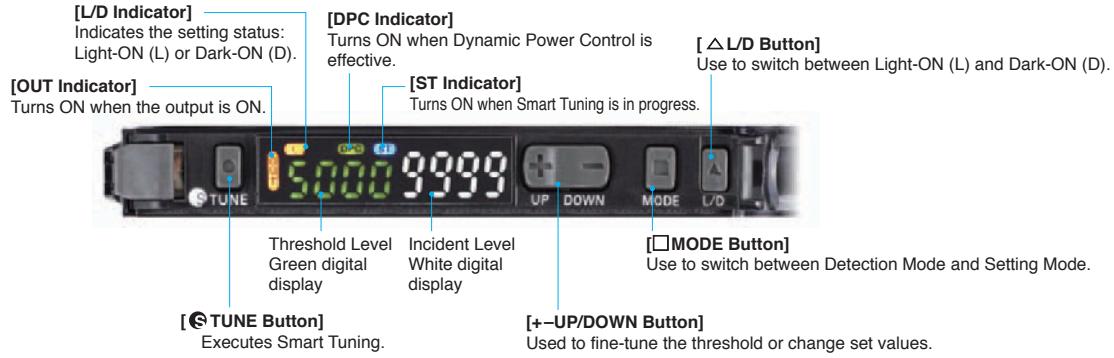 [L/D Indicator]
Indicates the setting status:
Light-ON (L) or Dark-ON (D).
[DPC Indicator]
Turns ON when Dynamic Power Control is
effective.
[ △L/D Button]
Use to switch between Light-ON (L) and Dark-ON (D).
[OUT Indicator]
Turns ON when the output is ON.
[ST Indicator]
Turns ON when Smart Tuning is in progress.
OUT
L DPC ST
5000 9999
S TUNE
UP DOWN
MODE
L/D
Threshold Level
Green digital
display
Incident Level
White digital
display
[□MODE Button]
Use to switch between Detection Mode and Setting Mode.
[ S TUNE Button]
Executes Smart Tuning.
[+−UP/DOWN Button]
Used to fine-tune the threshold or change set values.